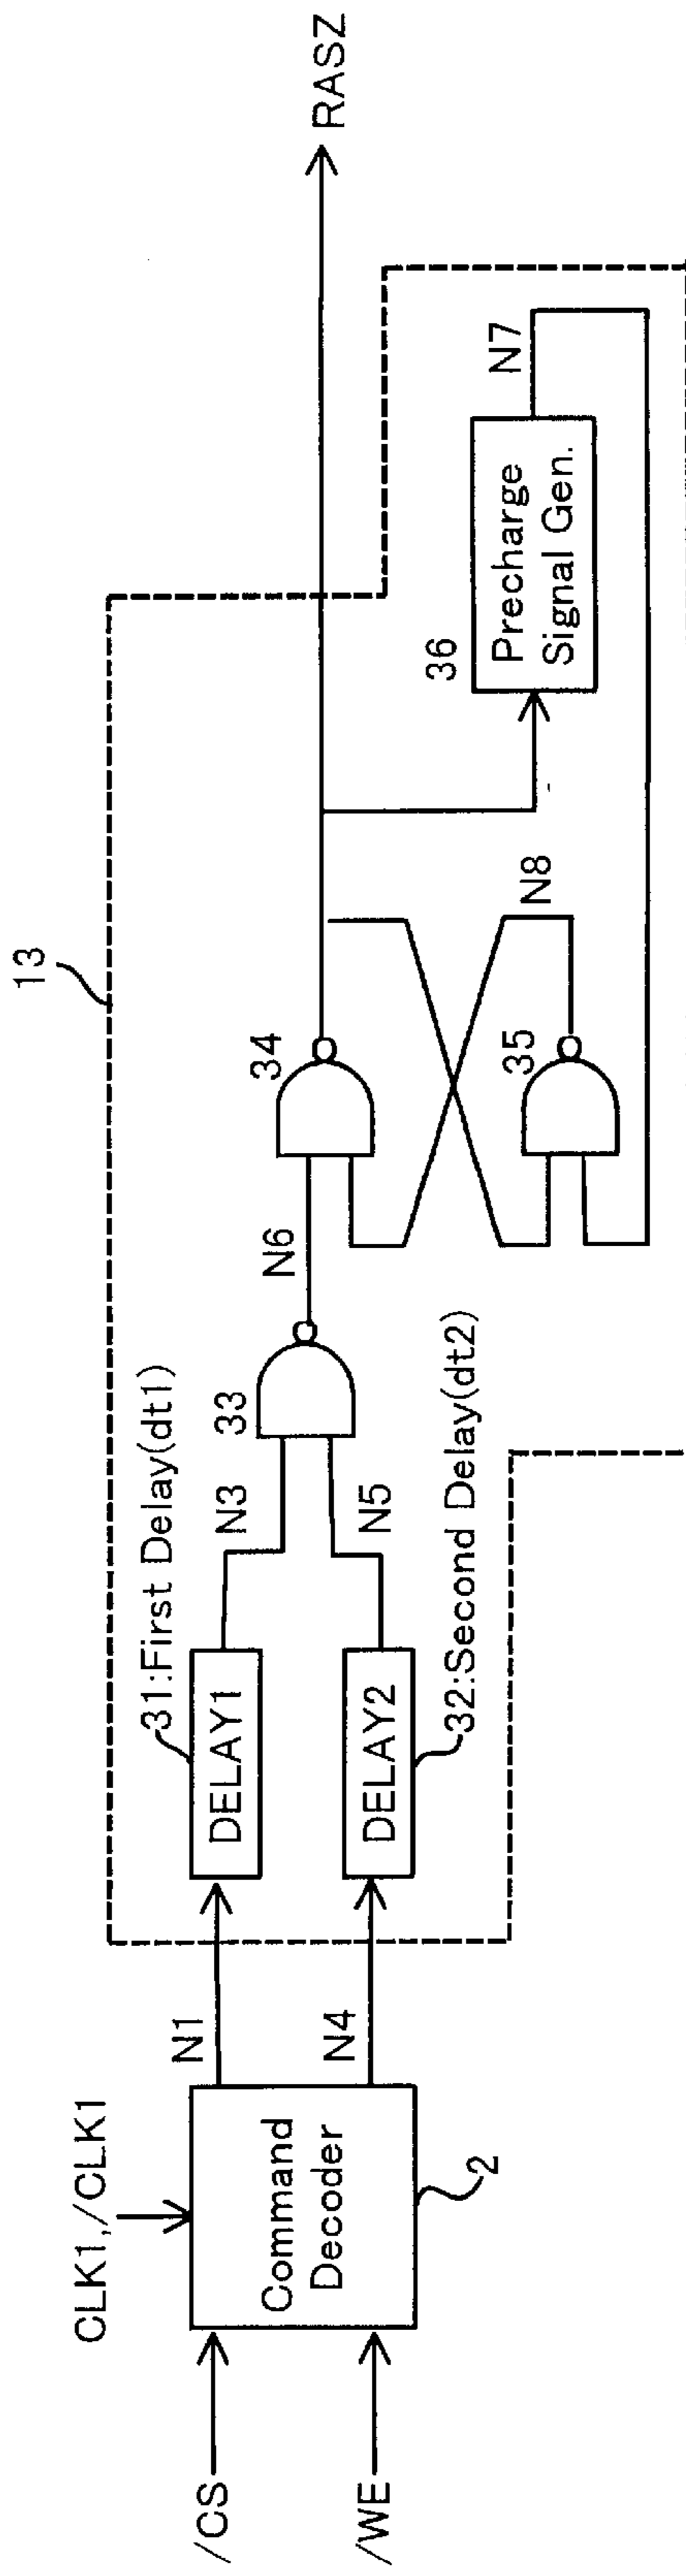 CLK1,/CLK1
/CS
/WE
Command
Decoder
2
N1
N4
13
31:First Delay(dt1)
DELAY1
DELAY2
32:Second Delay(dt2)
N3
N5
33
N6
34
35
N8
36
Precharge
Signal Gen.
N7
RASZ